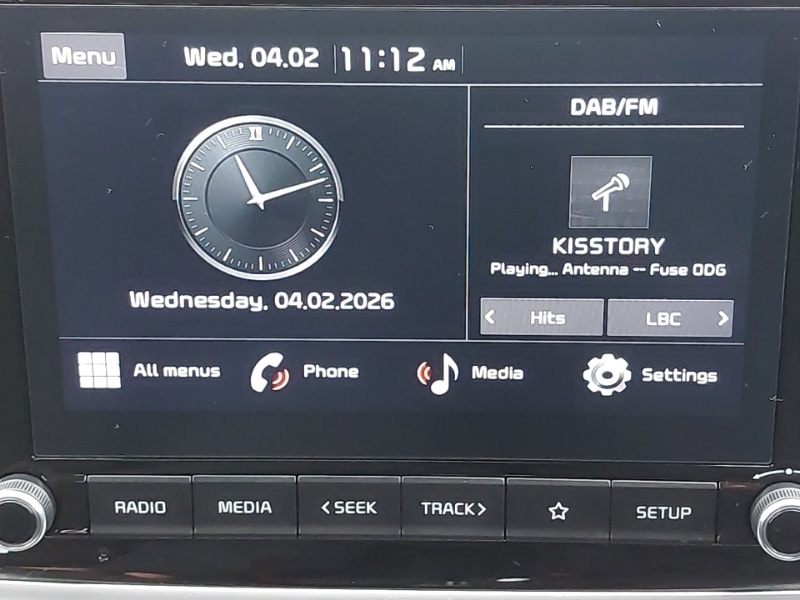 Menu
Wed, 04.02
11:12 AM
DAB/FM
XII
KISSTORY
Playing... Antenna -- Fuse ODG
Wednesday, 04.02.2026
< Hits
LBC >
All menus
Phone
Media
Settings
RADIO
MEDIA
<SEEK
TRACK>
☆
SETUP